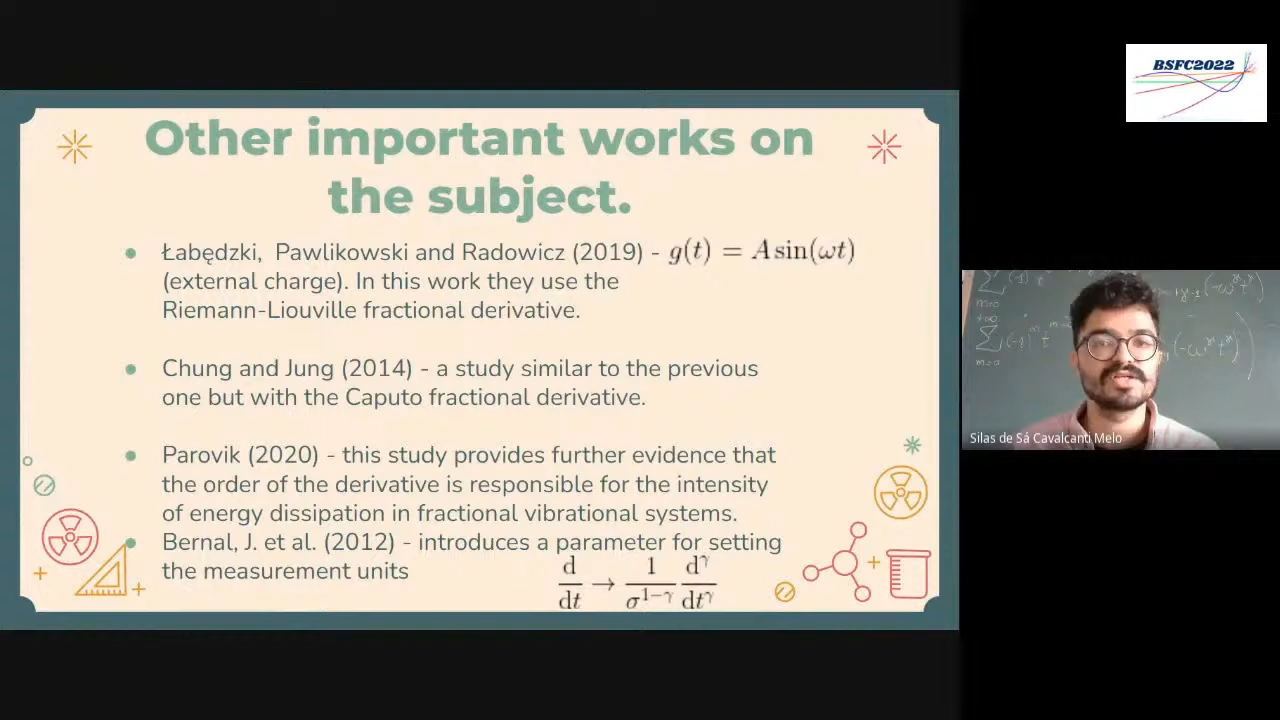 BSFC2022
Other important works on
the subject.
Łabędzki, Pawlikowski and Radowicz (2019) - g(t) = A sin(ωt)
(external charge). In this work they use the
Riemann-Liouville fractional derivative.
Chung and Jung (2014) - a study similar to the previous
one but with the Caputo fractional derivative.
Parovik (2020) - this study provides further evidence that
the order of the derivative is responsible for the intensity
of energy dissipation in fractional vibrational systems.
Bernal, J. et al. (2012) - introduces a parameter for setting
the measurement units
d/dt → 1/σ^{1−γ} d^γ/dt^γ
Silas de Sá Cavalcanti Melo